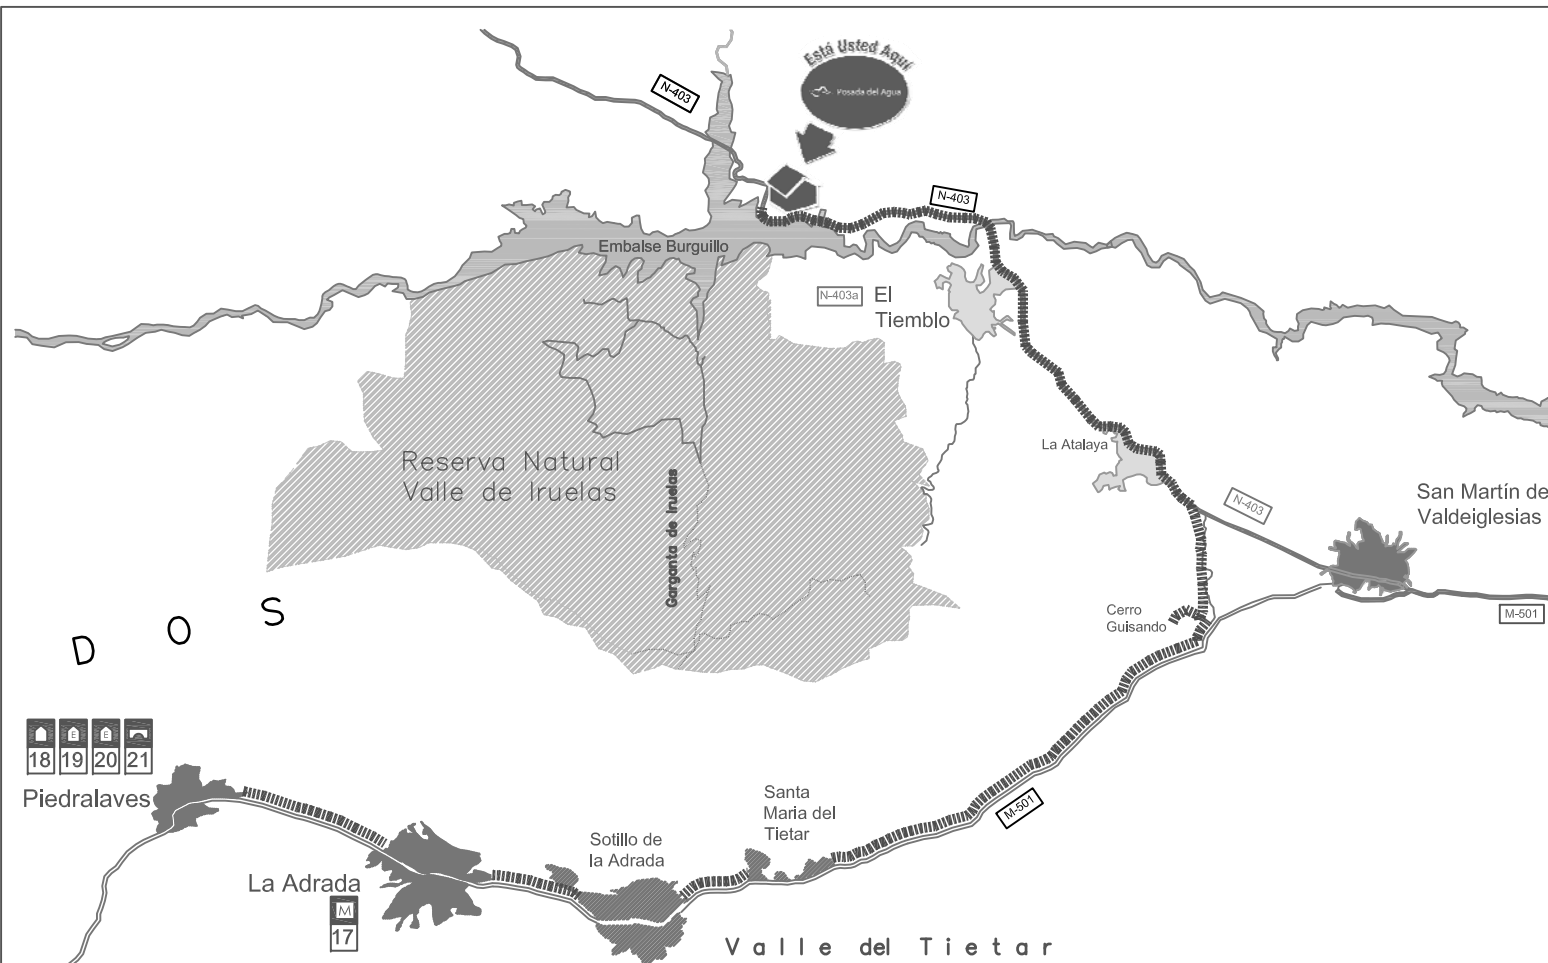 Está Usted Aquí
Posada del Agua
N-403
N-403
Embalse Burguillo
N-403a
El
Tiemblo
La Atalaya
Reserva Natural
Valle de Iruelas
Garganta de Iruelas
N-403
San Martín de
Valdeiglesias
M-501
Cerro
Guisando
D O S
18 19 20 21
E E
Piedralaves
Santa
Maria del
Tietar
M-501
Sotillo de
la Adrada
La Adrada
M
17
Valle del Tietar